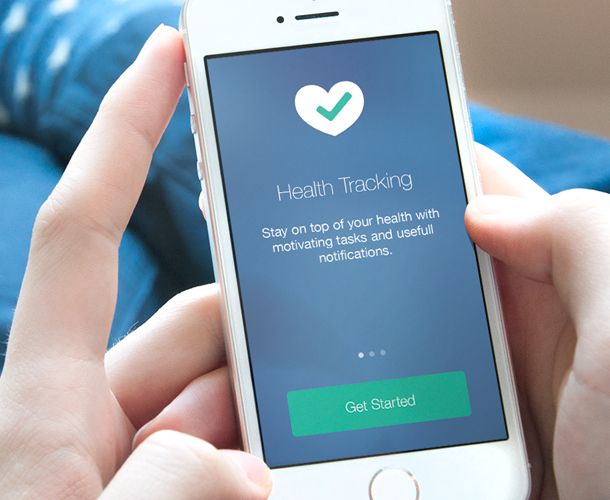 Health Tracking
Stay on top of your health with
motivating tasks and usefull
notifications.
Get Started